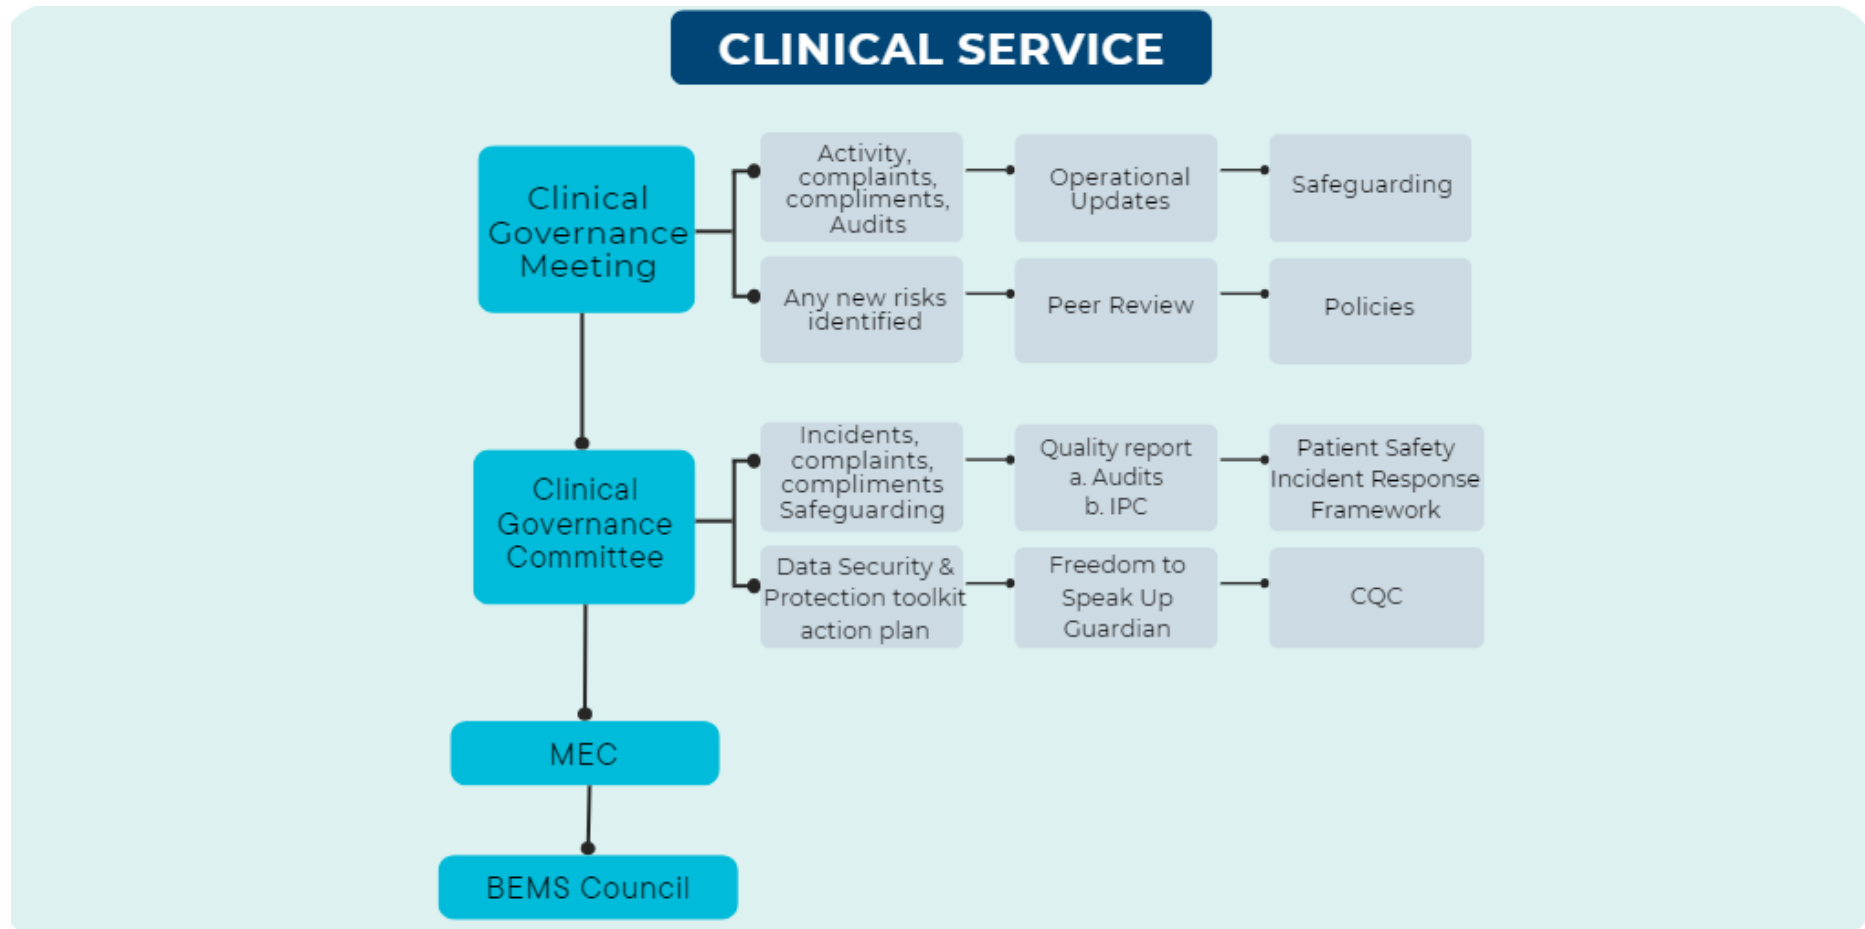 CLINICAL SERVICE
Clinical
Governance
Meeting
Activity,
complaints,
compliments,
Audits
Operational
Updates
Safeguarding
Any new risks
identified
Peer Review
Policies
Clinical
Governance
Committee
Incidents,
complaints,
compliments
Safeguarding
Quality report
a. Audits
b. IPC
Patient Safety
Incident Response
Framework
Data Security &
Protection toolkit
action plan
Freedom to
Speak Up
Guardian
CQC
MEC
BEMS Council